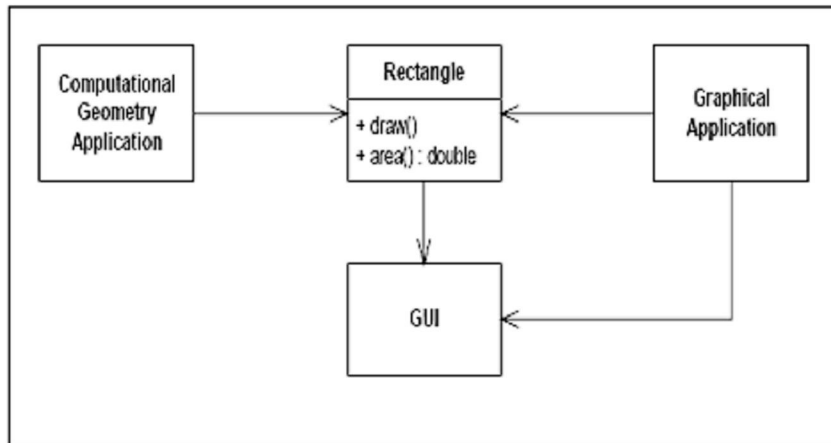 Computational
Geometry
Application
Rectangle
+ draw()
+ area() : double
Graphical
Application
GUI